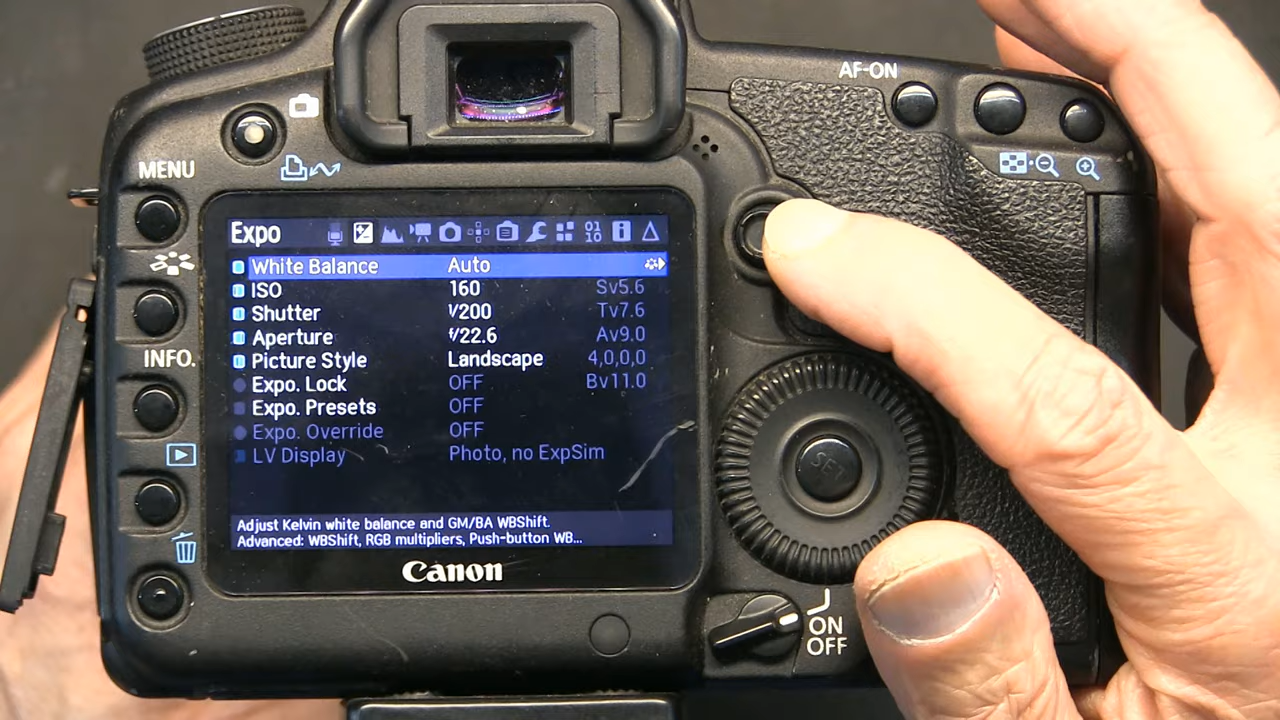 AF-ON
MENU
Expo
White Balance Auto
ISO 160 Sv5.6
Shutter 1/200 Tv7.6
Aperture f/22.6 Av9.0
Picture Style Landscape 4,0,0,0
Expo. Lock OFF Bv11.0
Expo. Presets OFF
Expo. Override OFF
LV Display Photo, no ExpSim
Adjust Kelvin white balance and GM/BA WBShift.
Advanced: WBShift, RGB multipliers, Push-button WB...
INFO.
SET
Canon
ON
OFF